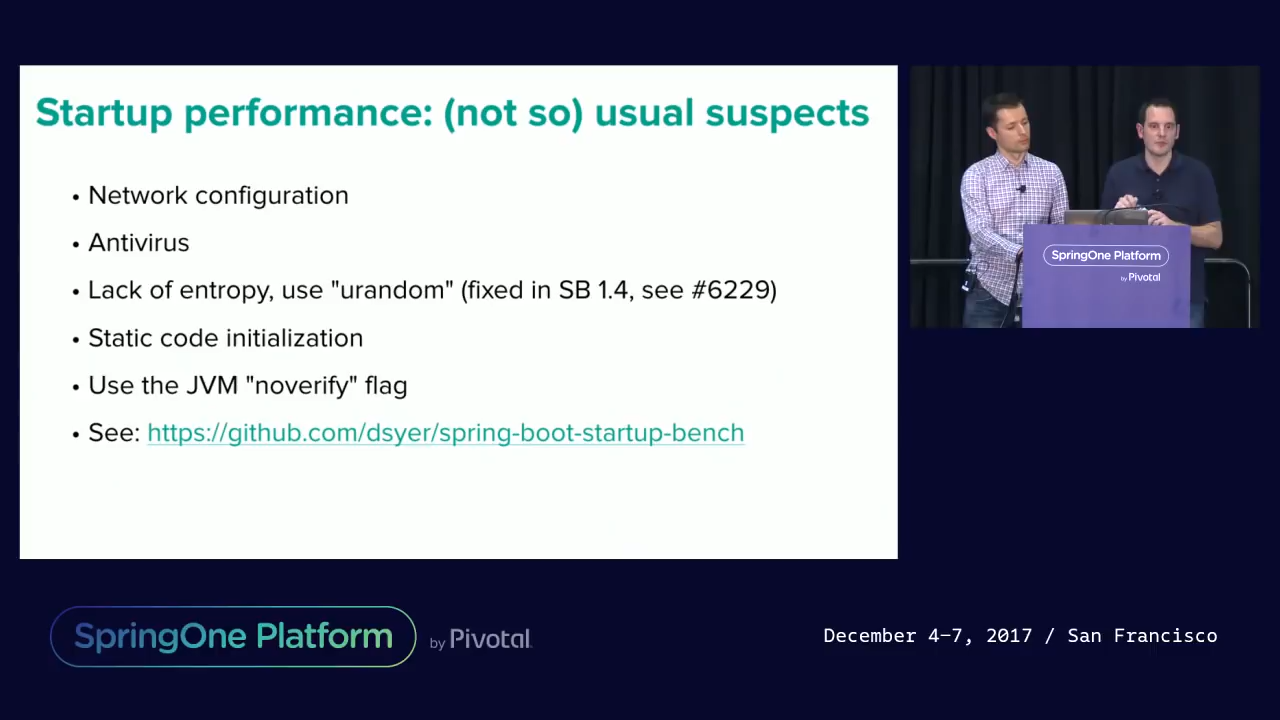 Startup performance: (not so) usual suspects
• Network configuration
• Antivirus
• Lack of entropy, use "urandom" (fixed in SB 1.4, see #6229)
• Static code initialization
• Use the JVM "noverify" flag
• See: https://github.com/dsyer/spring-boot-startup-bench
SpringOne Platform
by Pivotal
SpringOne Platform by Pivotal.
December 4–7, 2017 / San Francisco